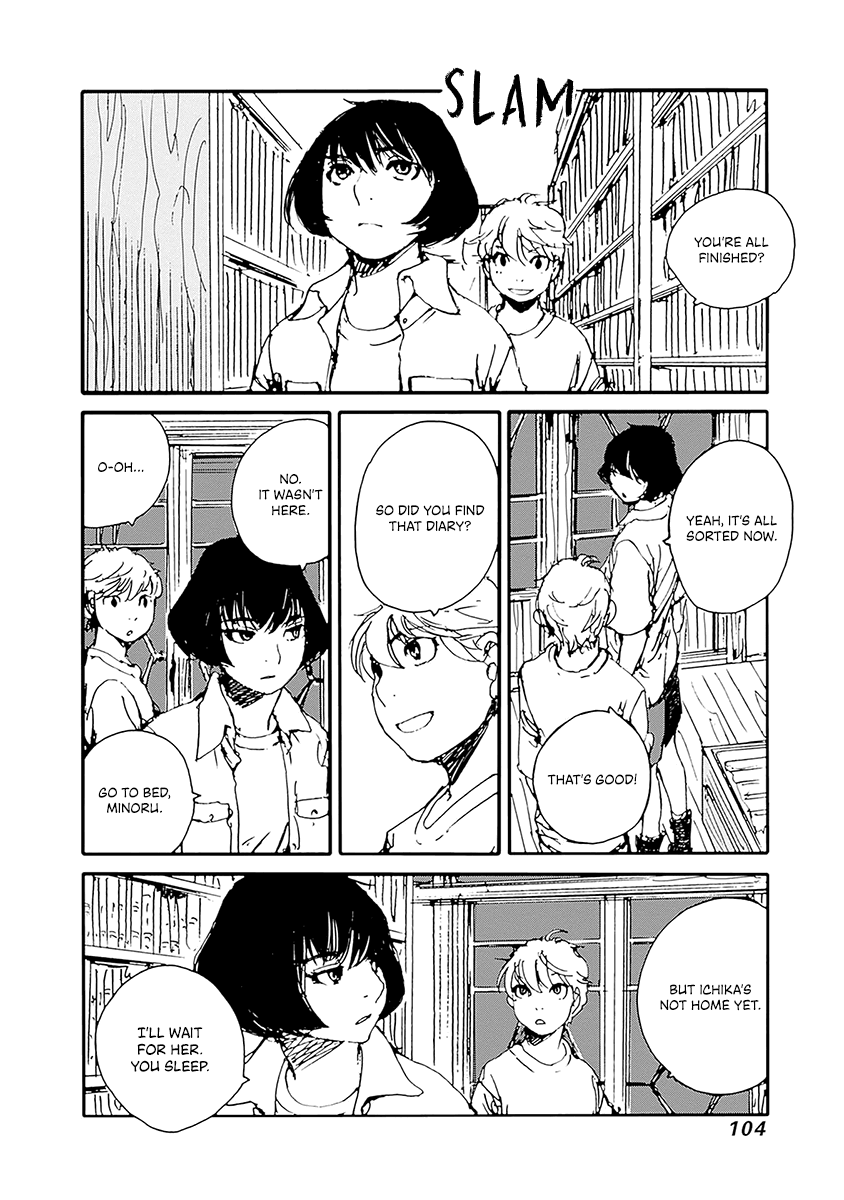 SLAM
YOU'RE ALL
FINISHED?
YEAH, IT'S ALL
SORTED NOW.
THAT'S GOOD!
SO DID YOU FIND
THAT DIARY?
NO.
IT WASN'T
HERE.
O-OH...
GO TO BED,
MINORU.
BUT ICHIKA'S
NOT HOME YET.
I'LL WAIT
FOR HER.
YOU SLEEP.
104